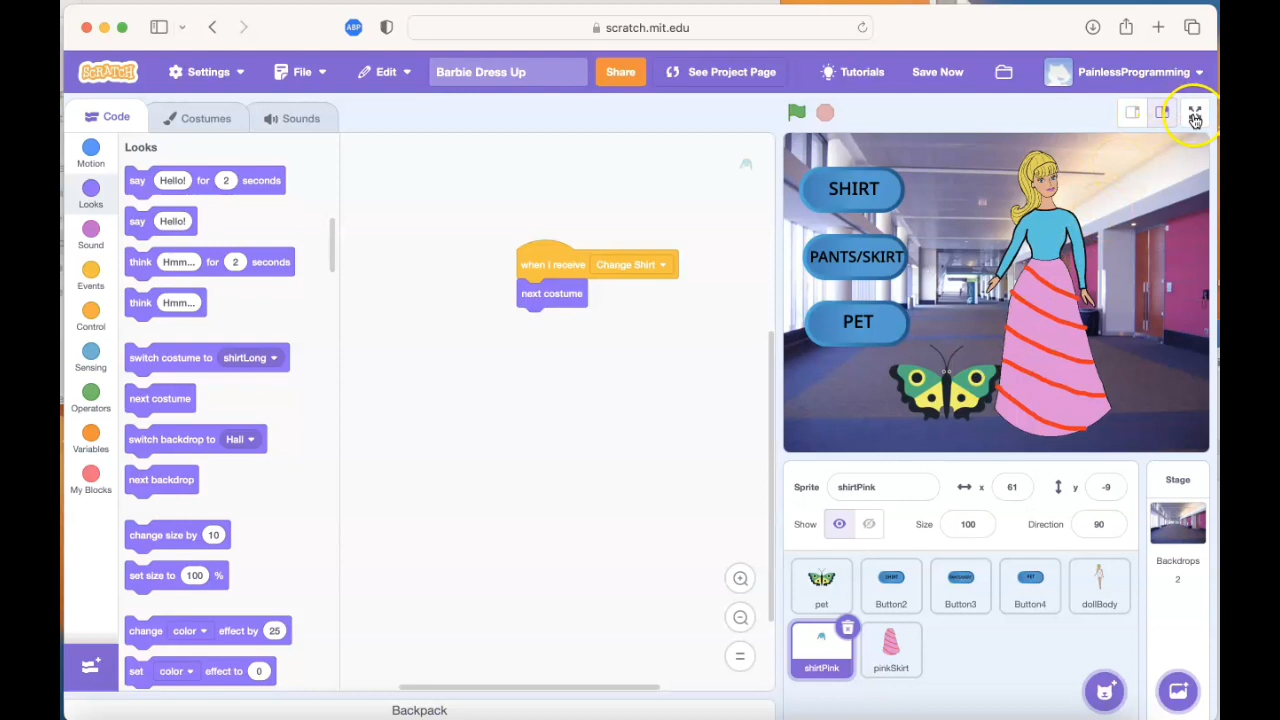 ABP
scratch.mit.edu
SCRATCH
Settings
File
Edit
Barbie Dress Up
Share
See Project Page
Tutorials
Save Now
PainlessProgramming
Code
Costumes
Sounds
Motion
Looks
Sound
Events
Control
Sensing
Operators
Variables
My Blocks
Looks
say Hello! for 2 seconds
say Hello!
think Hmm... for 2 seconds
think Hmm...
switch costume to shirtLong
next costume
switch backdrop to Hall
next backdrop
change size by 10
set size to 100 %
change color effect by 25
set color effect to 0
when I receive Change Shirt
next costume
Backpack
SHIRT
PANTS/SKIRT
PET
Sprite shirtPink x 61 y -9
Show Size 100 Direction 90
pet
Button2
Button3
Button4
dollBody
shirtPink
pinkSkirt
Stage
Backdrops
2